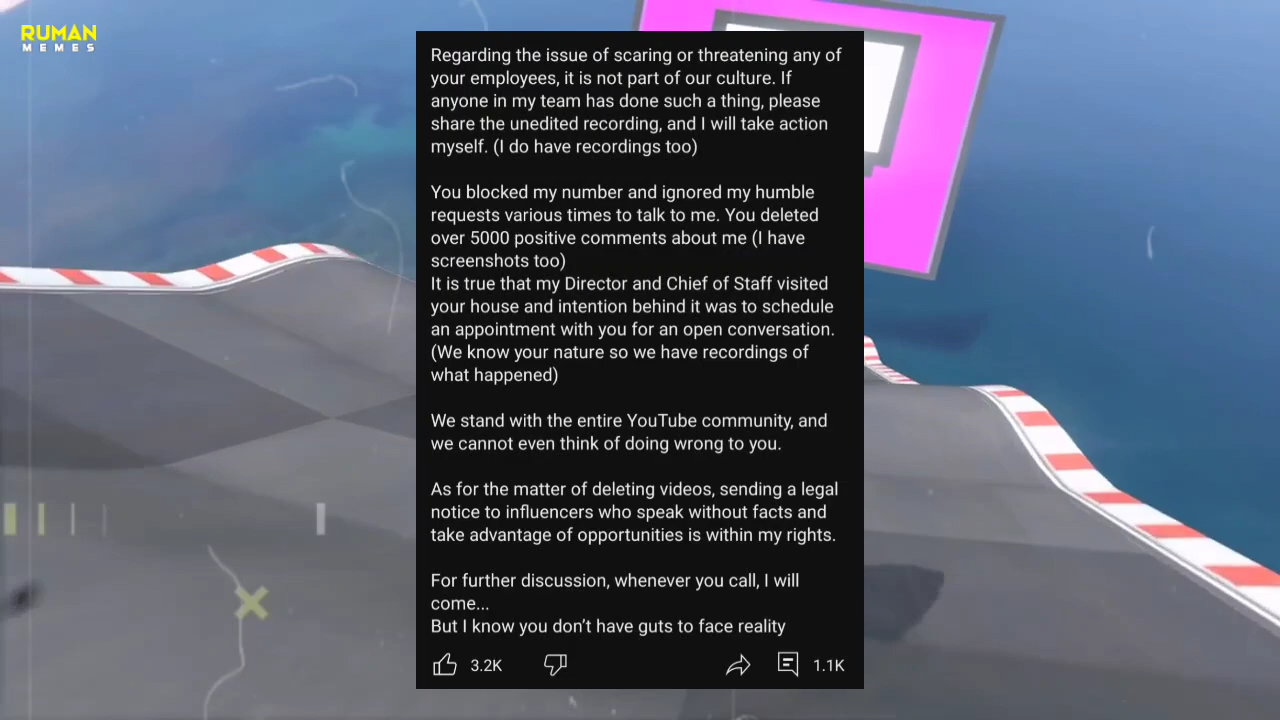 RUMAN
MEMES
Regarding the issue of scaring or threatening any of
your employees, it is not part of our culture. If
anyone in my team has done such a thing, please
share the unedited recording, and I will take action
myself. (I do have recordings too)
You blocked my number and ignored my humble
requests various times to talk to me. You deleted
over 5000 positive comments about me (I have
screenshots too)
It is true that my Director and Chief of Staff visited
your house and intention behind it was to schedule
an appointment with you for an open conversation.
(We know your nature so we have recordings of
what happened)
We stand with the entire YouTube community, and
we cannot even think of doing wrong to you.
As for the matter of deleting videos, sending a legal
notice to influencers who speak without facts and
take advantage of opportunities is within my rights.
For further discussion, whenever you call, I will
come...
But I know you don’t have guts to face reality
3.2K 1.1K